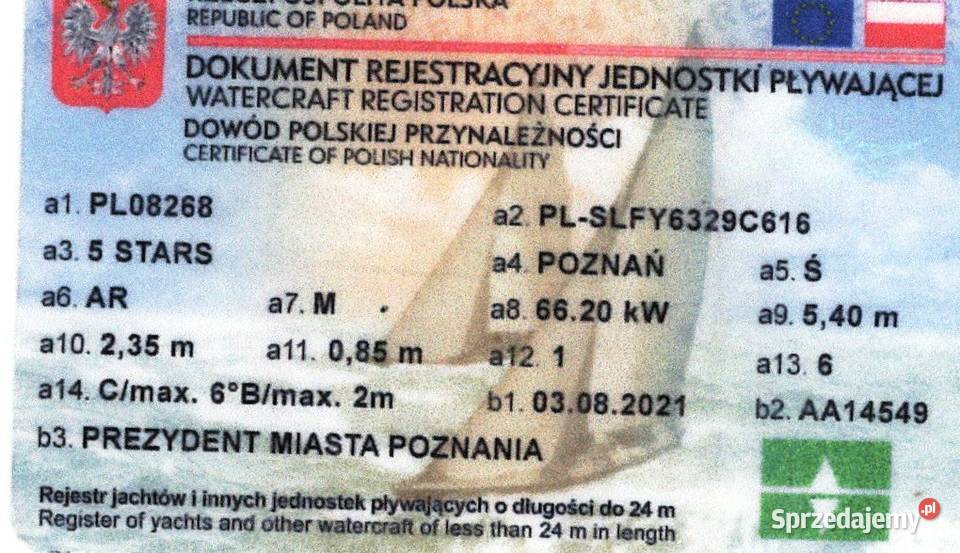 REPUBLIC OF POLAND
DOKUMENT REJESTRACYJNY JEDNOSTKI PŁYWAJĄCEJ
WATERCRAFT REGISTRATION CERTIFICATE
DOWÓD POLSKIEJ PRZYNALEŻNOŚCI
CERTIFICATE OF POLISH NATIONALITY
a1. PL08268 a2. PL-SLFY6329C616
a3. 5 STARS a4. POZNAŃ a5. Ś
a6. AR a7. M a8. 66.20 kW a9. 5,40 m
a10. 2,35 m a11. 0,85 m a12. 1 a13. 6
a14. C/max. 6°B/max. 2m b1. 03.08.2021 b2. AA14549
b3. PREZYDENT MIASTA POZNANIA
Rejestr jachtów i innych jednostek pływających o długości do 24 m
Register of yachts and other watercraft of less than 24 m in length
Sprzedajemy.pl